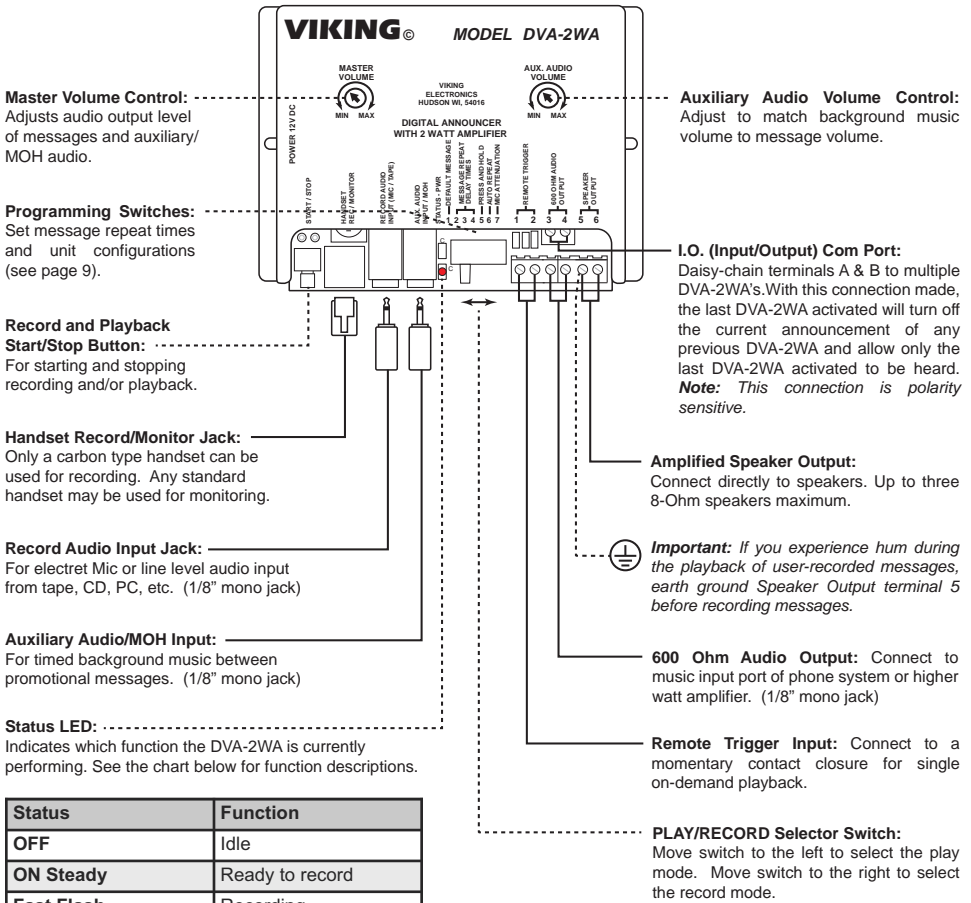 VIKING©
MODEL DVA-2WA
MASTER
VOLUME
MIN MAX
VIKING
ELECTRONICS
HUDSON WI, 54016
DIGITAL ANNOUNCER
WITH 2 WATT AMPLIFIER
AUX. AUDIO
VOLUME
MIN MAX
POWER 12V DC
START / STOP
HANDSET
REC / MONITOR
RECORD AUDIO
INPUT (MIC / TAPE)
AUX. AUDIO
INPUT / MOH
STATUS - PWR
DEFAULT MESSAGE
MESSAGE REPEAT
DELAY TIMES
PRESS AND HOLD
AUTO REPEAT
MIC ATTENUATION
1 2 3 4 5 6 7
REMOTE TRIGGER
600 OHM AUDIO
OUTPUT
SPEAKER
OUTPUT
1 2 3 4 5 6
C
C
Master Volume Control:
Adjusts audio output level
of messages and auxiliary/
MOH audio.
Programming Switches:
Set message repeat times
and unit configurations
(see page 9).
Record and Playback
Start/Stop Button:
For starting and stopping
recording and/or playback.
Handset Record/Monitor Jack:
Only a carbon type handset can be
used for recording. Any standard
handset may be used for monitoring.
Record Audio Input Jack:
For electret Mic or line level audio input
from tape, CD, PC, etc. (1/8” mono jack)
Auxiliary Audio/MOH Input:
For timed background music between
promotional messages. (1/8” mono jack)
Status LED:
Indicates which function the DVA-2WA is currently
performing. See the chart below for function descriptions.
Status Function
OFF Idle
ON Steady Ready to record
Fast Flash Recording
Auxiliary Audio Volume Control:
Adjust to match background music
volume to message volume.
I.O. (Input/Output) Com Port:
Daisy-chain terminals A & B to multiple
DVA-2WA's.With this connection made,
the last DVA-2WA activated will turn off
the current announcement of any
previous DVA-2WA and allow only the
last DVA-2WA activated to be heard.
Note: This connection is polarity
sensitive.
Amplified Speaker Output:
Connect directly to speakers. Up to three
8-Ohm speakers maximum.
Important: If you experience hum during
the playback of user-recorded messages,
earth ground Speaker Output terminal 5
before recording messages.
600 Ohm Audio Output: Connect to
music input port of phone system or higher
watt amplifier. (1/8” mono jack)
Remote Trigger Input: Connect to a
momentary contact closure for single
on-demand playback.
PLAY/RECORD Selector Switch:
Move switch to the left to select the play
mode. Move switch to the right to select
the record mode.